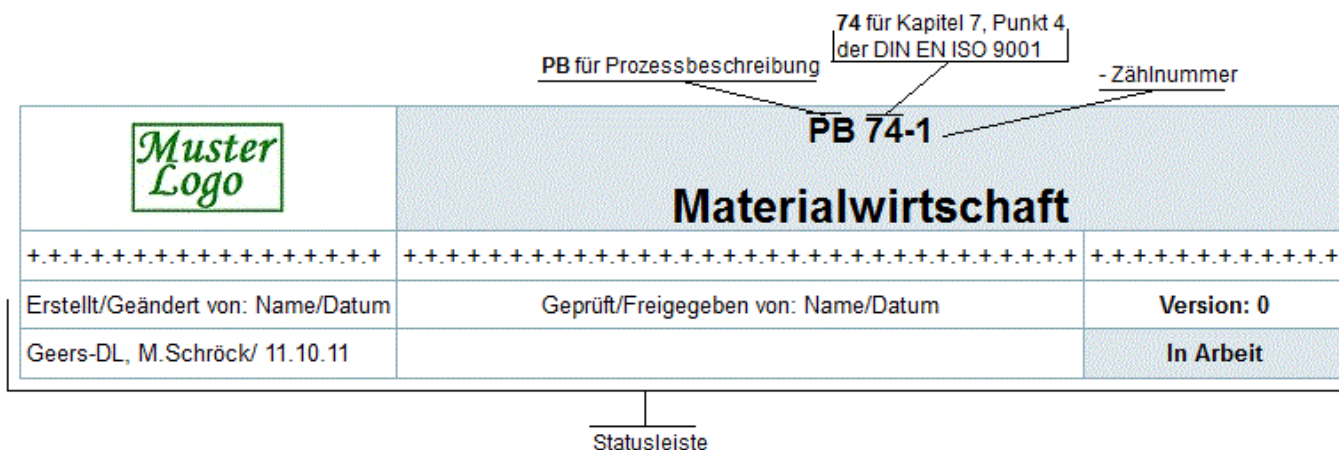 74 für Kapitel 7, Punkt 4
der DIN EN ISO 9001
PB für Prozessbeschreibung
- Zählnummer
Muster
Logo
PB 74-1
Materialwirtschaft
+.+.+.+.+.+.+.+.+.+.+.+.+.+.+.+.+ +.+.+.+.+.+.+.+.+.+.+.+.+.+.+.+.+.+.+.+.+.+.+.+.+.+.+.+.+.+.+.+ +.+.+.+.+.+.+.+.+.+.+.+
Erstellt/Geändert von: Name/Datum Geprüft/Freigegeben von: Name/Datum Version: 0
Geers-DL, M.Schröck/ 11.10.11 In Arbeit
Statusleiste